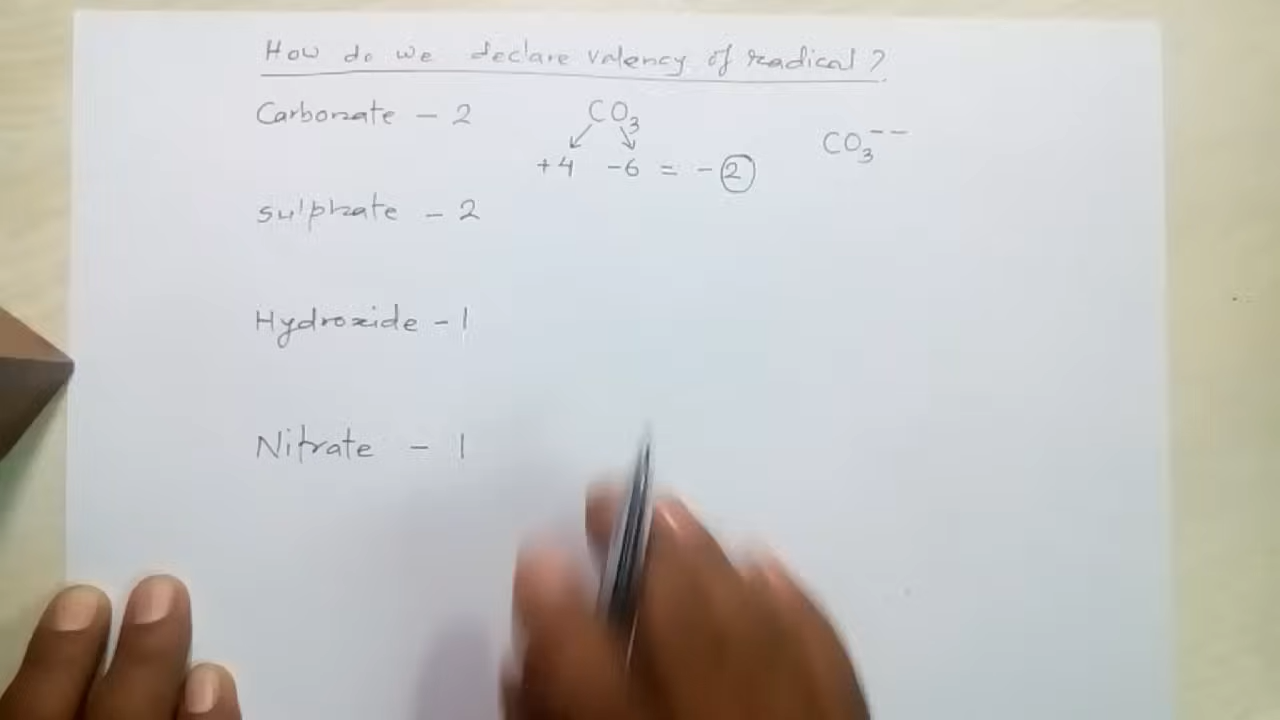 How do we declare valency of radical?
Carbonate - 2 CO₃ CO₃⁻⁻
+4 -6 = -2
Sulphate - 2
Hydroxide - 1
Nitrate - 1